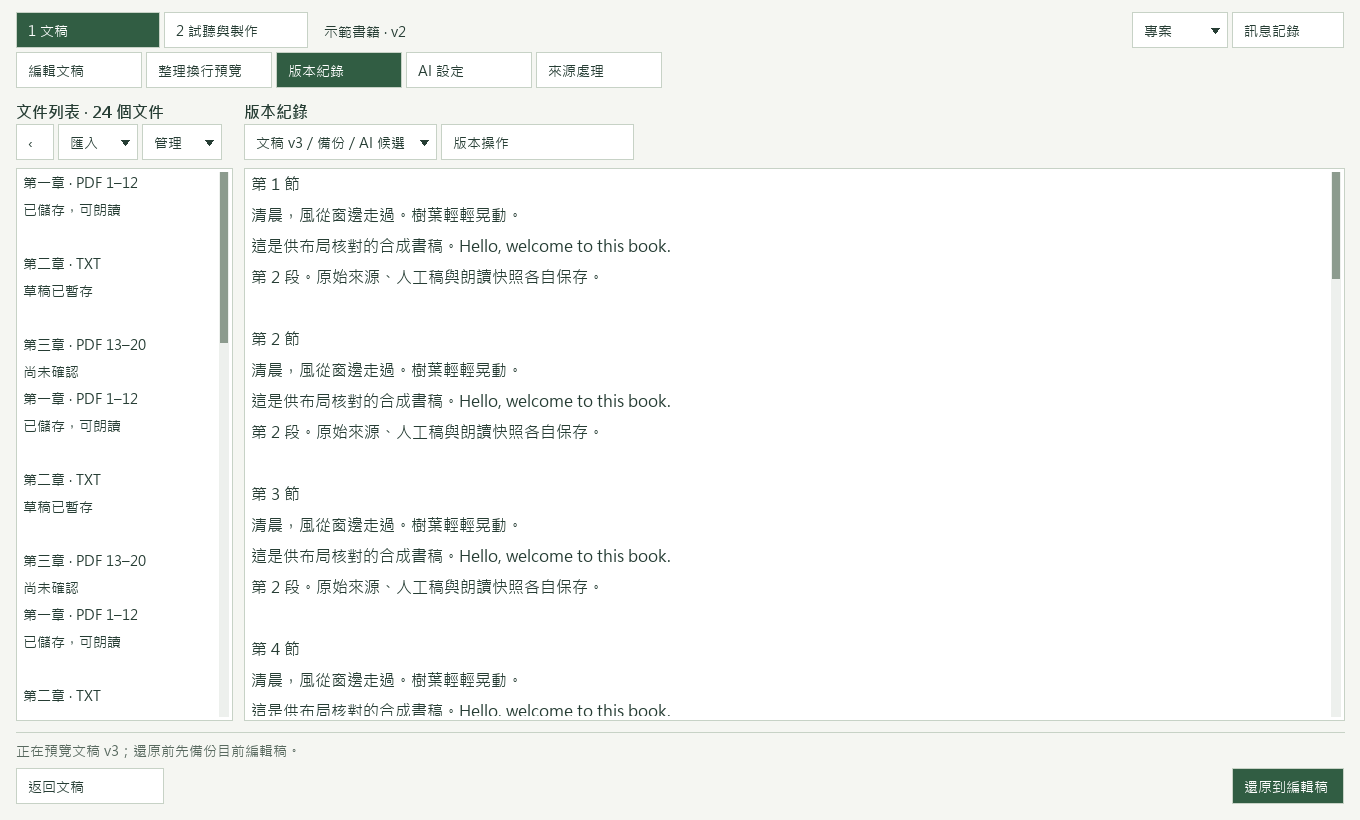 1 文稿
2 試聽與製作
示範書籍 · v2
專案
訊息記錄
編輯文稿
整理換行預覽
版本紀錄
AI 設定
來源處理
文件列表 · 24 個文件
‹
匯入
管理
第一章 · PDF 1–12
已儲存，可朗讀
第二章 · TXT
草稿已暫存
第三章 · PDF 13–20
尚未確認
第一章 · PDF 1–12
已儲存，可朗讀
第二章 · TXT
草稿已暫存
第三章 · PDF 13–20
尚未確認
第一章 · PDF 1–12
已儲存，可朗讀
第二章 · TXT
版本紀錄
文稿 v3 / 備份 / AI 候選
版本操作
第 1 節
清晨，風從窗邊走過。樹葉輕輕晃動。
這是供布局核對的合成書稿。Hello, welcome to this book.
第 2 段。原始來源、人工稿與朗讀快照各自保存。
第 2 節
清晨，風從窗邊走過。樹葉輕輕晃動。
這是供布局核對的合成書稿。Hello, welcome to this book.
第 2 段。原始來源、人工稿與朗讀快照各自保存。
第 3 節
清晨，風從窗邊走過。樹葉輕輕晃動。
這是供布局核對的合成書稿。Hello, welcome to this book.
第 2 段。原始來源、人工稿與朗讀快照各自保存。
第 4 節
清晨，風從窗邊走過。樹葉輕輕晃動。
這是供布局核對的合成書稿。Hello, welcome to this book.
正在預覽文稿 v3；還原前先備份目前編輯稿。
返回文稿
還原到編輯稿